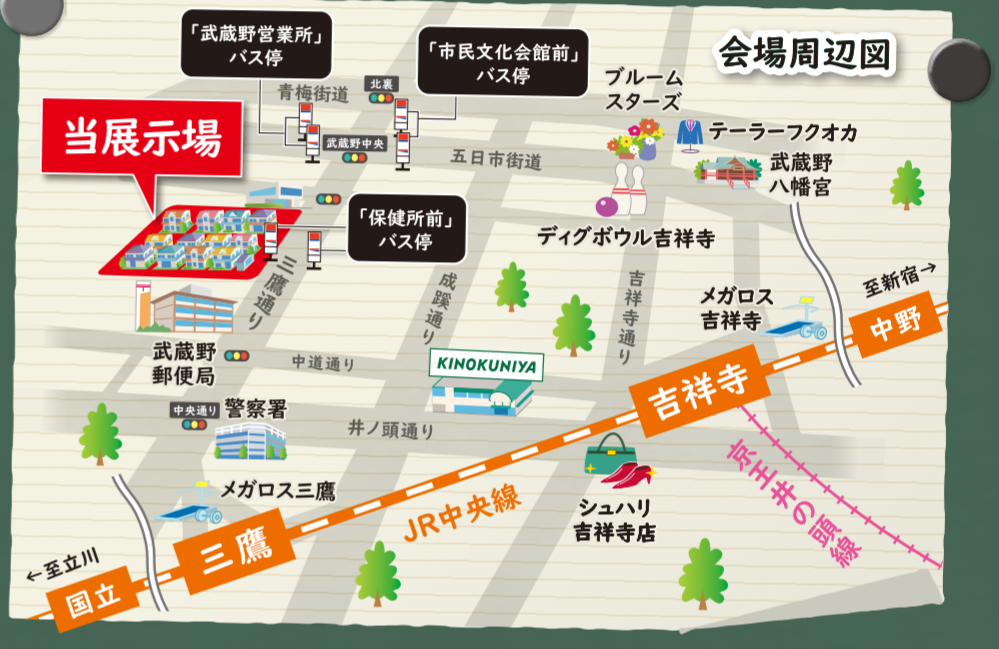 会場周辺図
「武蔵野営業所」
バス停
「市民文化会館前」
バス停
北裏
青梅街道
武蔵野中央
五日市街道
ブルーム
スターズ
テーラーフクオカ
武蔵野
八幡宮
当展示場
「保健所前」
バス停
ディグボウル吉祥寺
三鷹通り
成蹊通り
吉祥寺通り
メガロス
吉祥寺
至新宿→
中野
武蔵野
郵便局
中道通り
KINOKUNIYA
吉祥寺
中央通り
警察署
井ノ頭通り
京王井の頭線
メガロス三鷹
JR中央線
シュハリ
吉祥寺店
三鷹
←至立川
国立